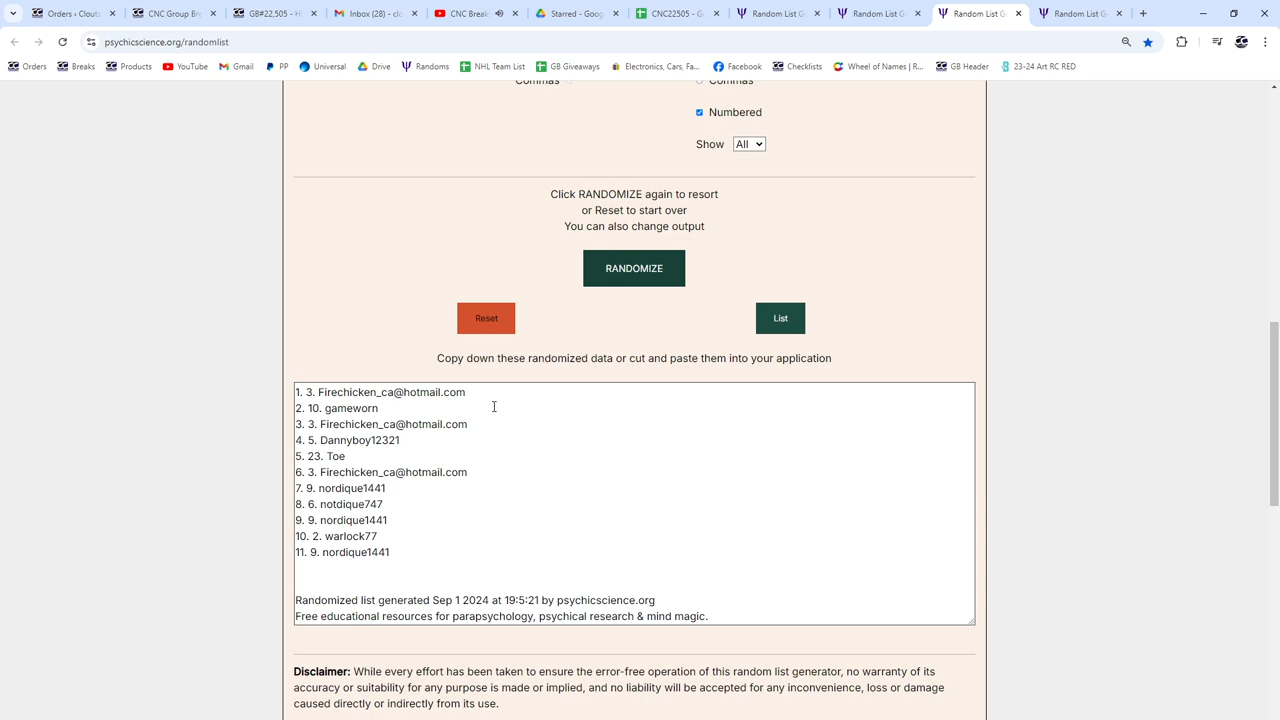 Orders ‹ Clouts
CNC Group Bre
GB#22,505 - HI
Inbox (28) - clo
CNC Break
Starred - Goog
CNC22505 - G
Random List G
Random List G
Random List G
Random List G
psychicscience.org/randomlist
Orders
Breaks
Products
YouTube
Gmail
PP
Universal
Drive
Randoms
NHL Team List
GB Giveaways
Electronics, Cars, Fa...
Facebook
Checklists
Wheel of Names | R...
GB Header
23-24 Art RC RED
Commas
Commas
Numbered
Show All
Click RANDOMIZE again to resort
or Reset to start over
You can also change output
RANDOMIZE
Reset
List
Copy down these randomized data or cut and paste them into your application
1. 3. Firechicken_ca@hotmail.com
2. 10. gameworn
3. 3. Firechicken_ca@hotmail.com
4. 5. Dannyboy12321
5. 23. Toe
6. 3. Firechicken_ca@hotmail.com
7. 9. nordique1441
8. 6. notdique747
9. 9. nordique1441
10. 2. warlock77
11. 9. nordique1441
Randomized list generated Sep 1 2024 at 19:5:21 by psychicscience.org
Free educational resources for parapsychology, psychical research & mind magic.
Disclaimer: While every effort has been taken to ensure the error-free operation of this random list generator, no warranty of its
accuracy or suitability for any purpose is made or implied, and no liability will be accepted for any inconvenience, loss or damage
caused directly or indirectly from its use.